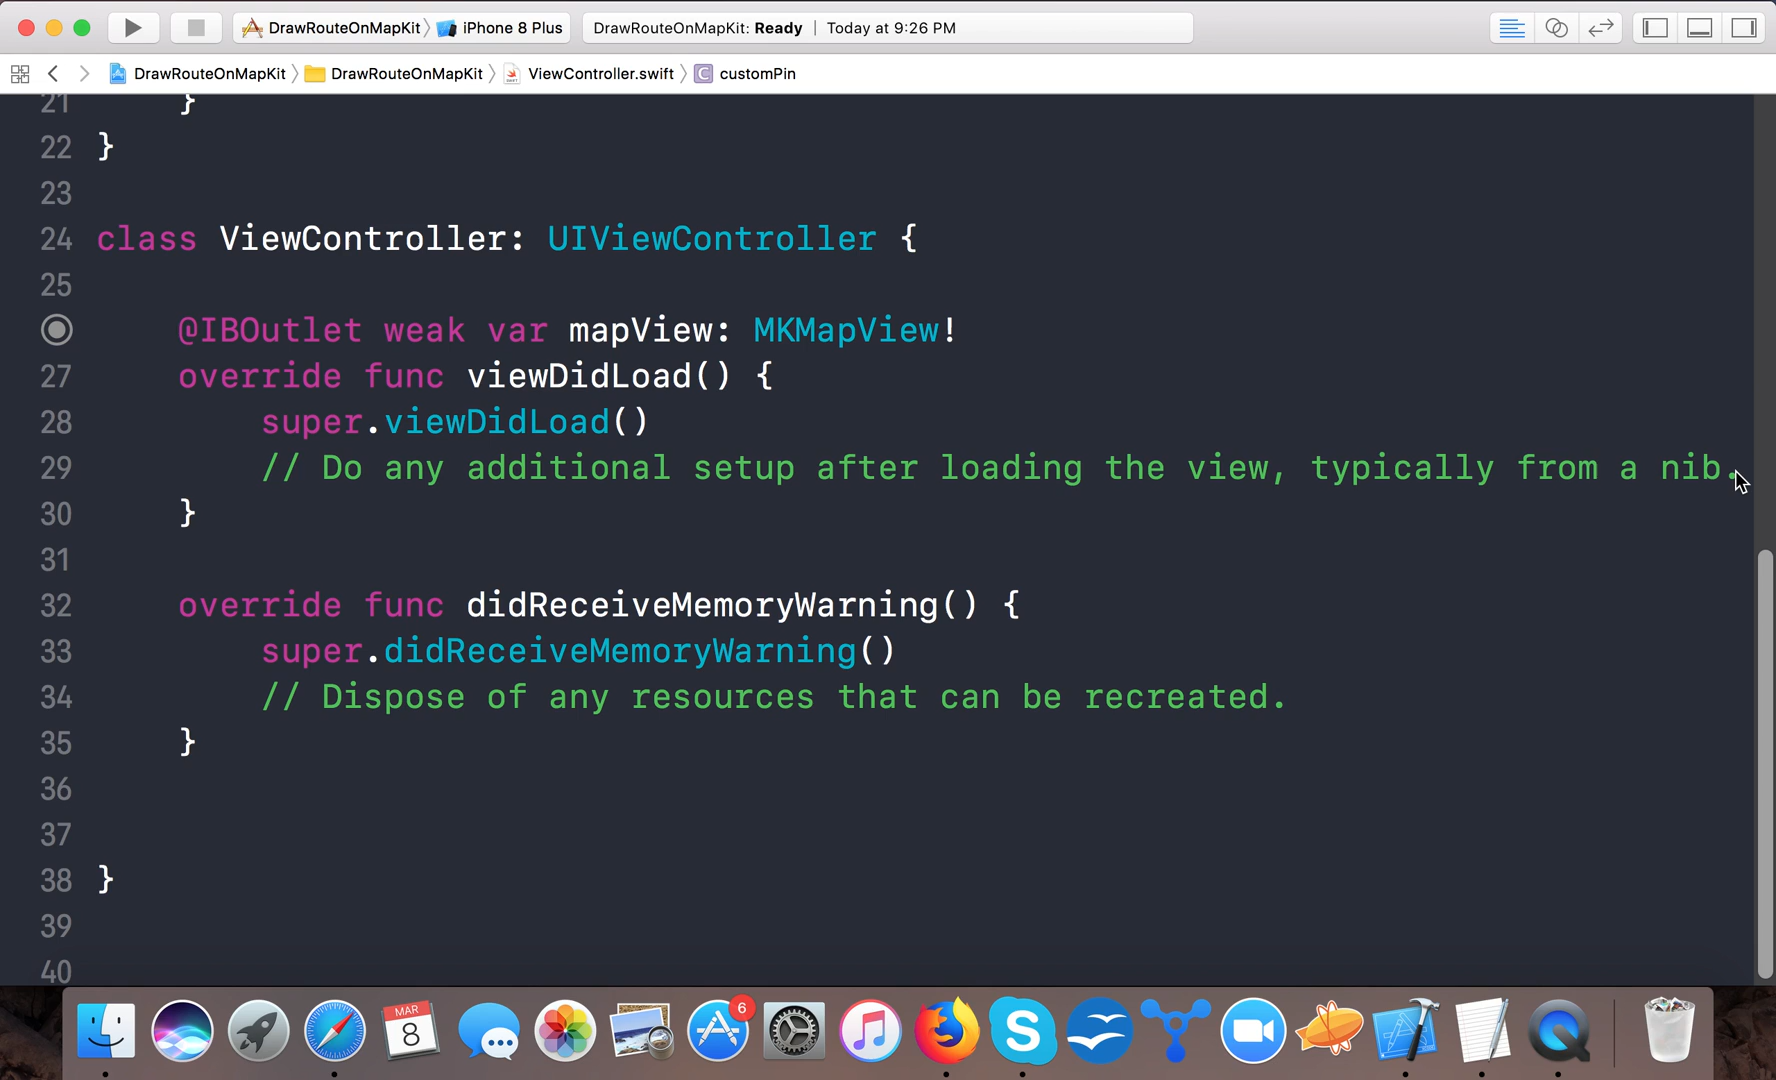 DrawRouteOnMapKit iPhone 8 Plus DrawRouteOnMapKit: Ready | Today at 9:26 PM
DrawRouteOnMapKit DrawRouteOnMapKit ViewController.swift C customPin
21 }
22 }
23
24 class ViewController: UIViewController {
25
@IBOutlet weak var mapView: MKMapView!
27 override func viewDidLoad() {
28 super.viewDidLoad()
29 // Do any additional setup after loading the view, typically from a nib.
30 }
31
32 override func didReceiveMemoryWarning() {
33 super.didReceiveMemoryWarning()
34 // Dispose of any resources that can be recreated.
35 }
36
37
38 }
39
40
MAR
8
6
S